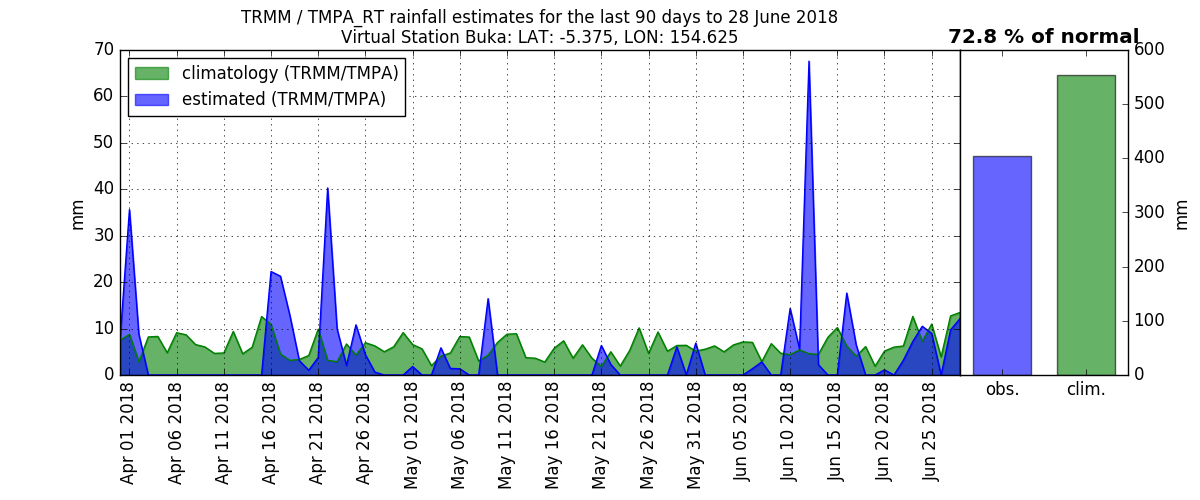 TRMM / TMPA_RT rainfall estimates for the last 90 days to 28 June 2018
Virtual Station Buka: LAT: -5.375, LON: 154.625
72.8 % of normal
climatology (TRMM/TMPA)
estimated (TRMM/TMPA)
70
60
50
40
30
20
10
0
mm
Apr 01 2018
Apr 06 2018
Apr 11 2018
Apr 16 2018
Apr 21 2018
Apr 26 2018
May 01 2018
May 06 2018
May 11 2018
May 16 2018
May 21 2018
May 26 2018
May 31 2018
Jun 05 2018
Jun 10 2018
Jun 15 2018
Jun 20 2018
Jun 25 2018
obs.
clim.
600
500
400
300
200
100
0
mm